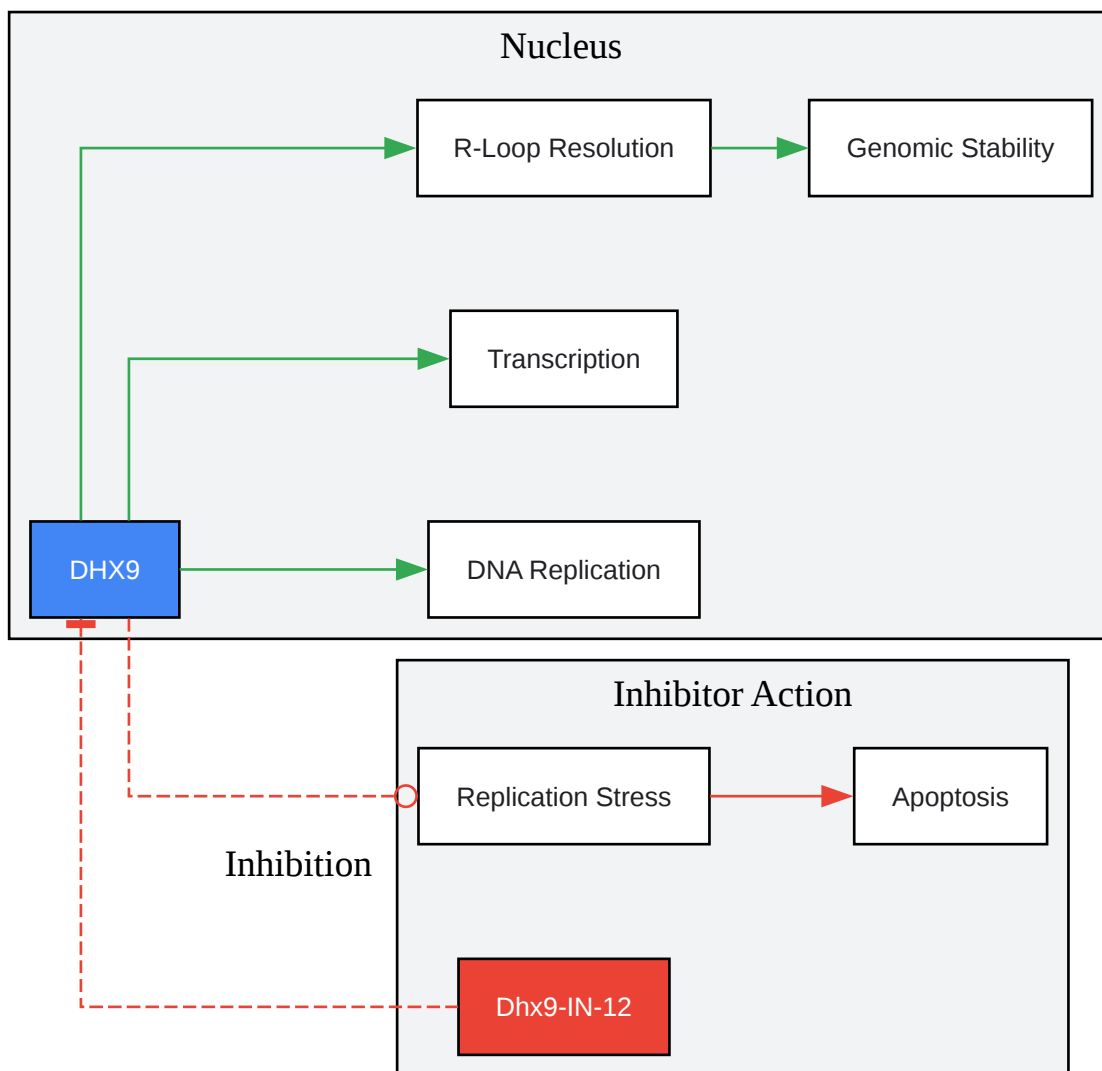 Nucleus
R-Loop Resolution
Genomic Stability
Transcription
DHX9
DNA Replication
Inhibitor Action
Replication Stress
Apoptosis
Inhibition
Dhx9-IN-12